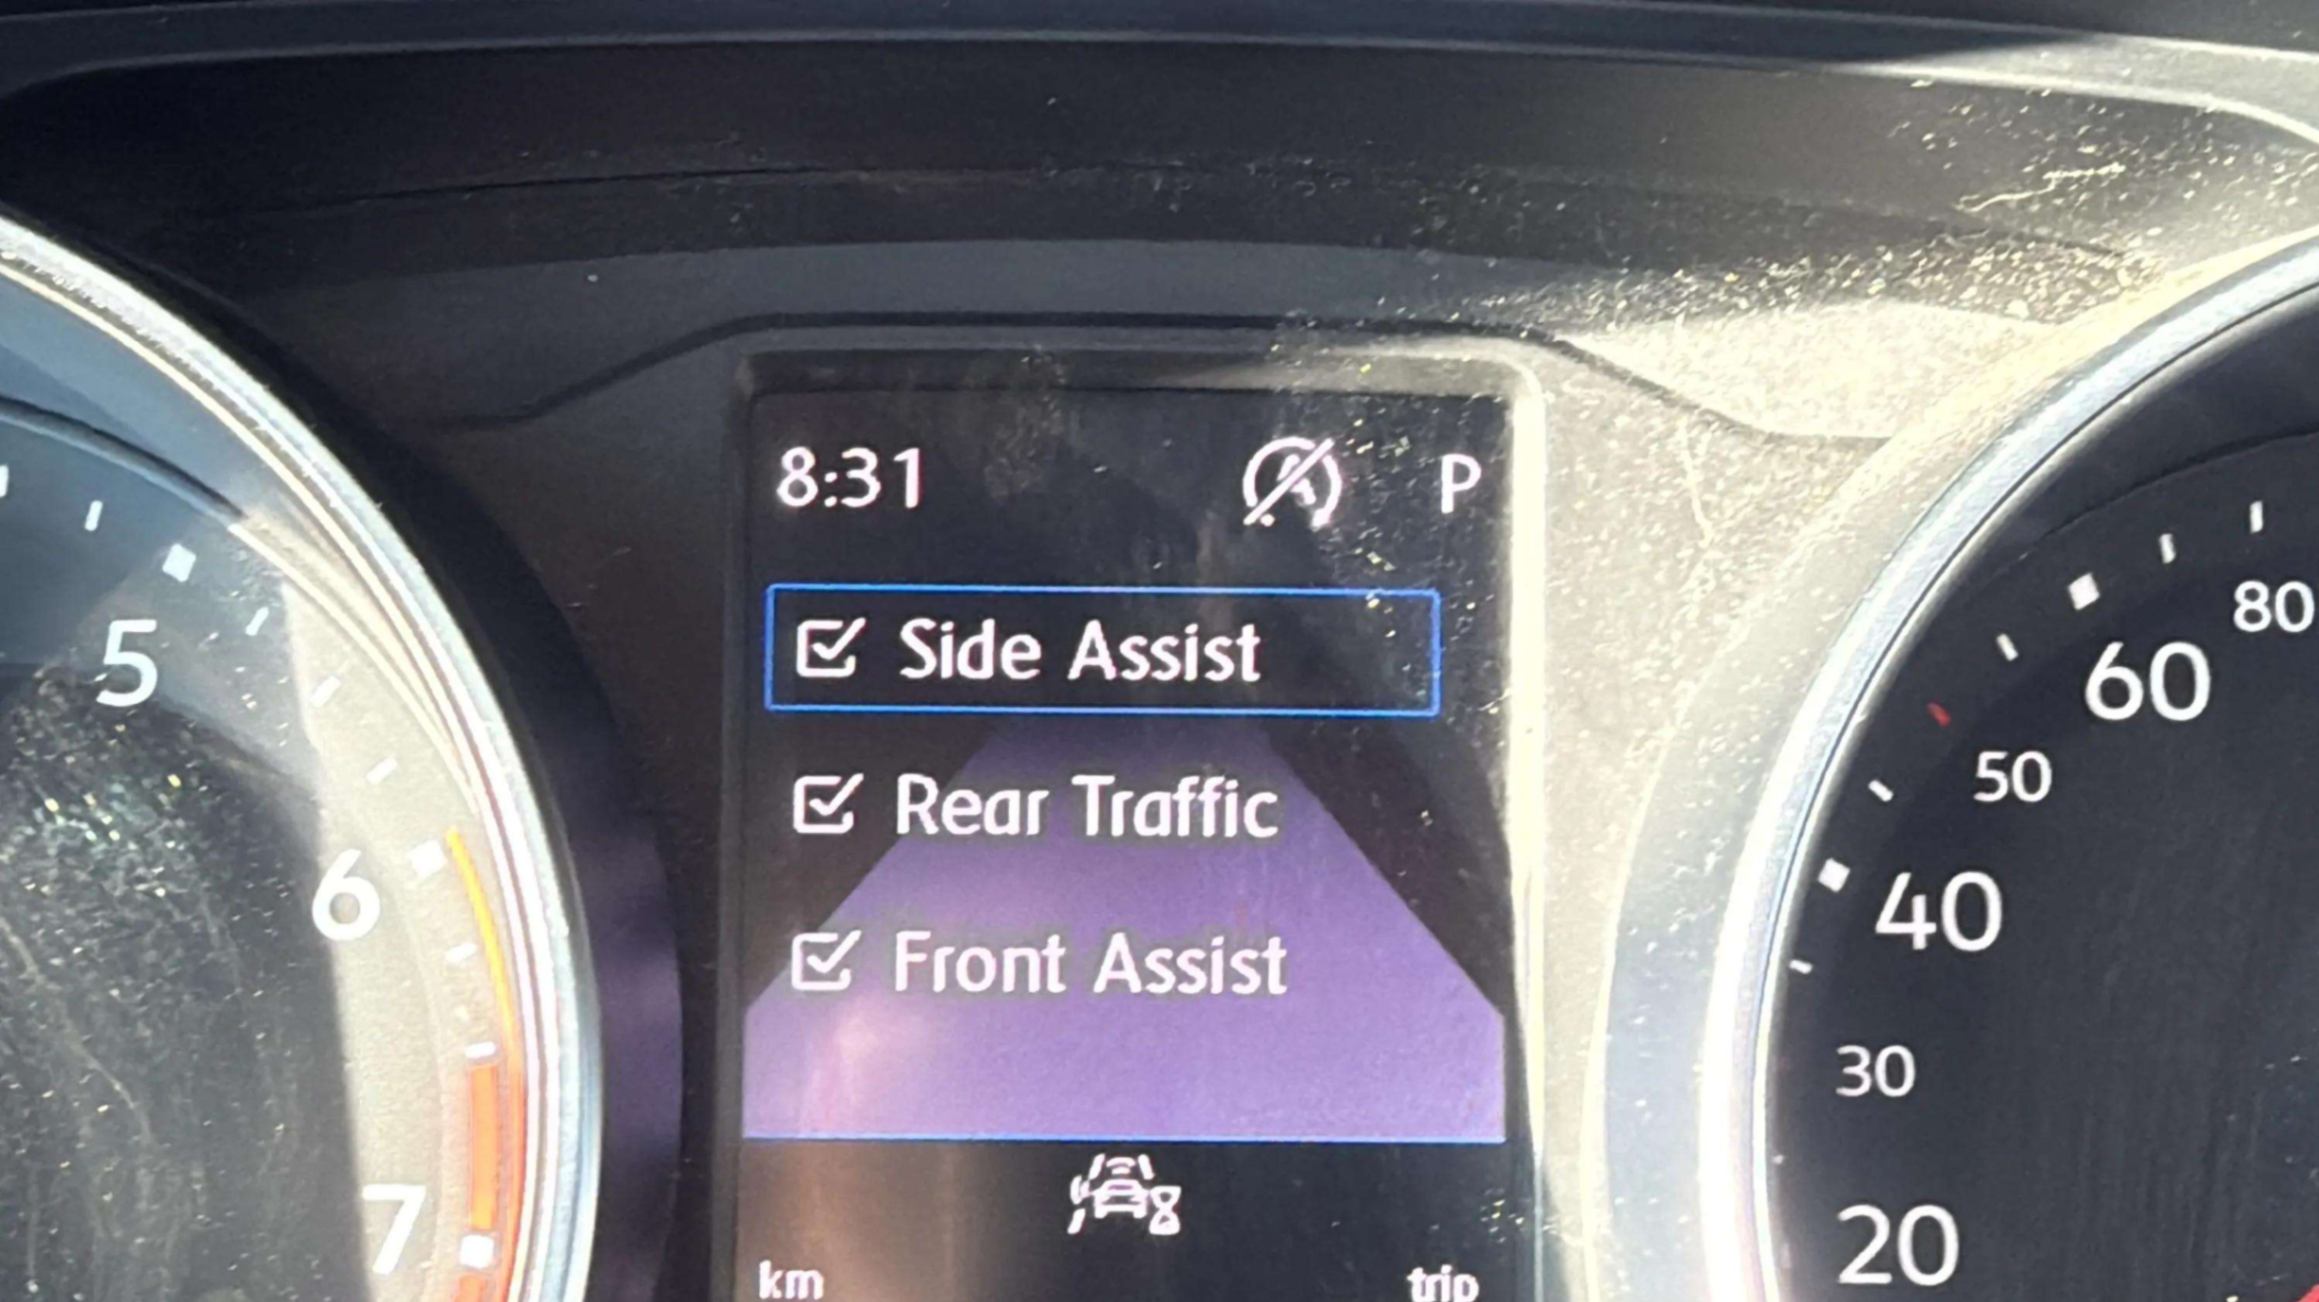 8:31 P
Side Assist
Rear Traffic
Front Assist
km trip
5
6
7
80
60
50
40
30
20